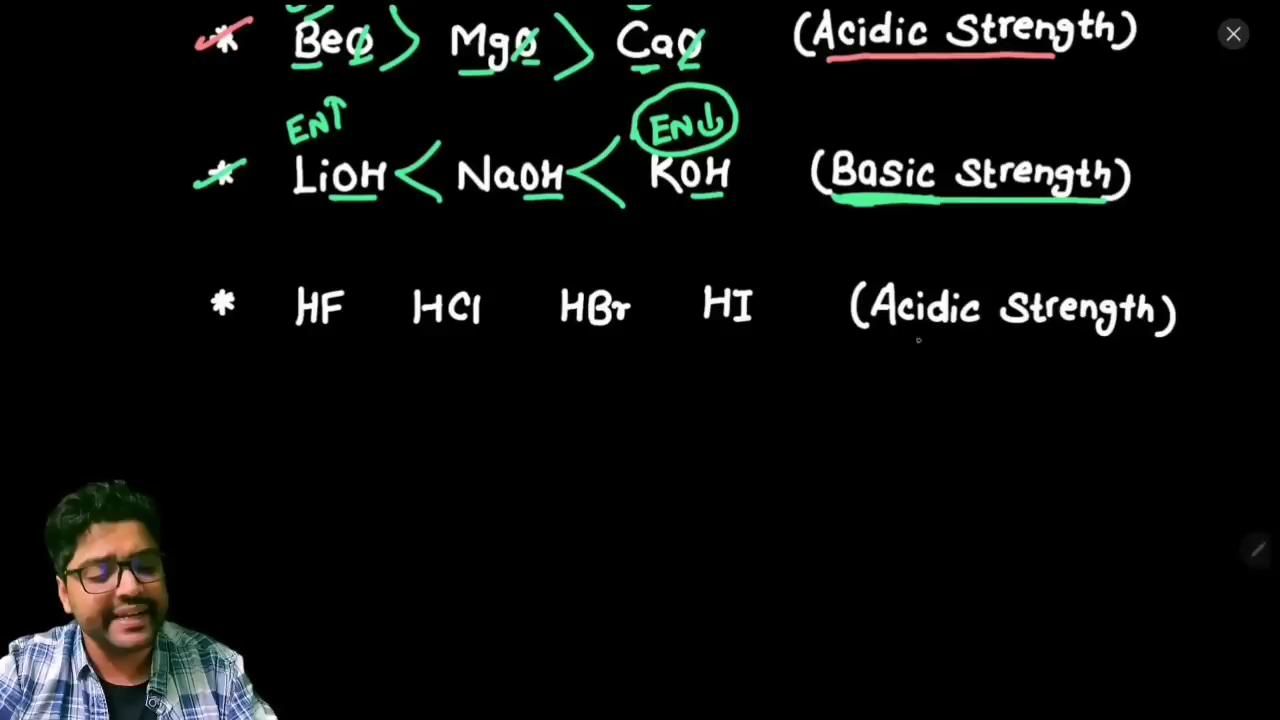 * BeO > MgO > CaO (Acidic Strength)
EN↑ EN↓
* LiOH < NaOH < KOH (Basic Strength)
* HF HCl HBr HI (Acidic Strength)